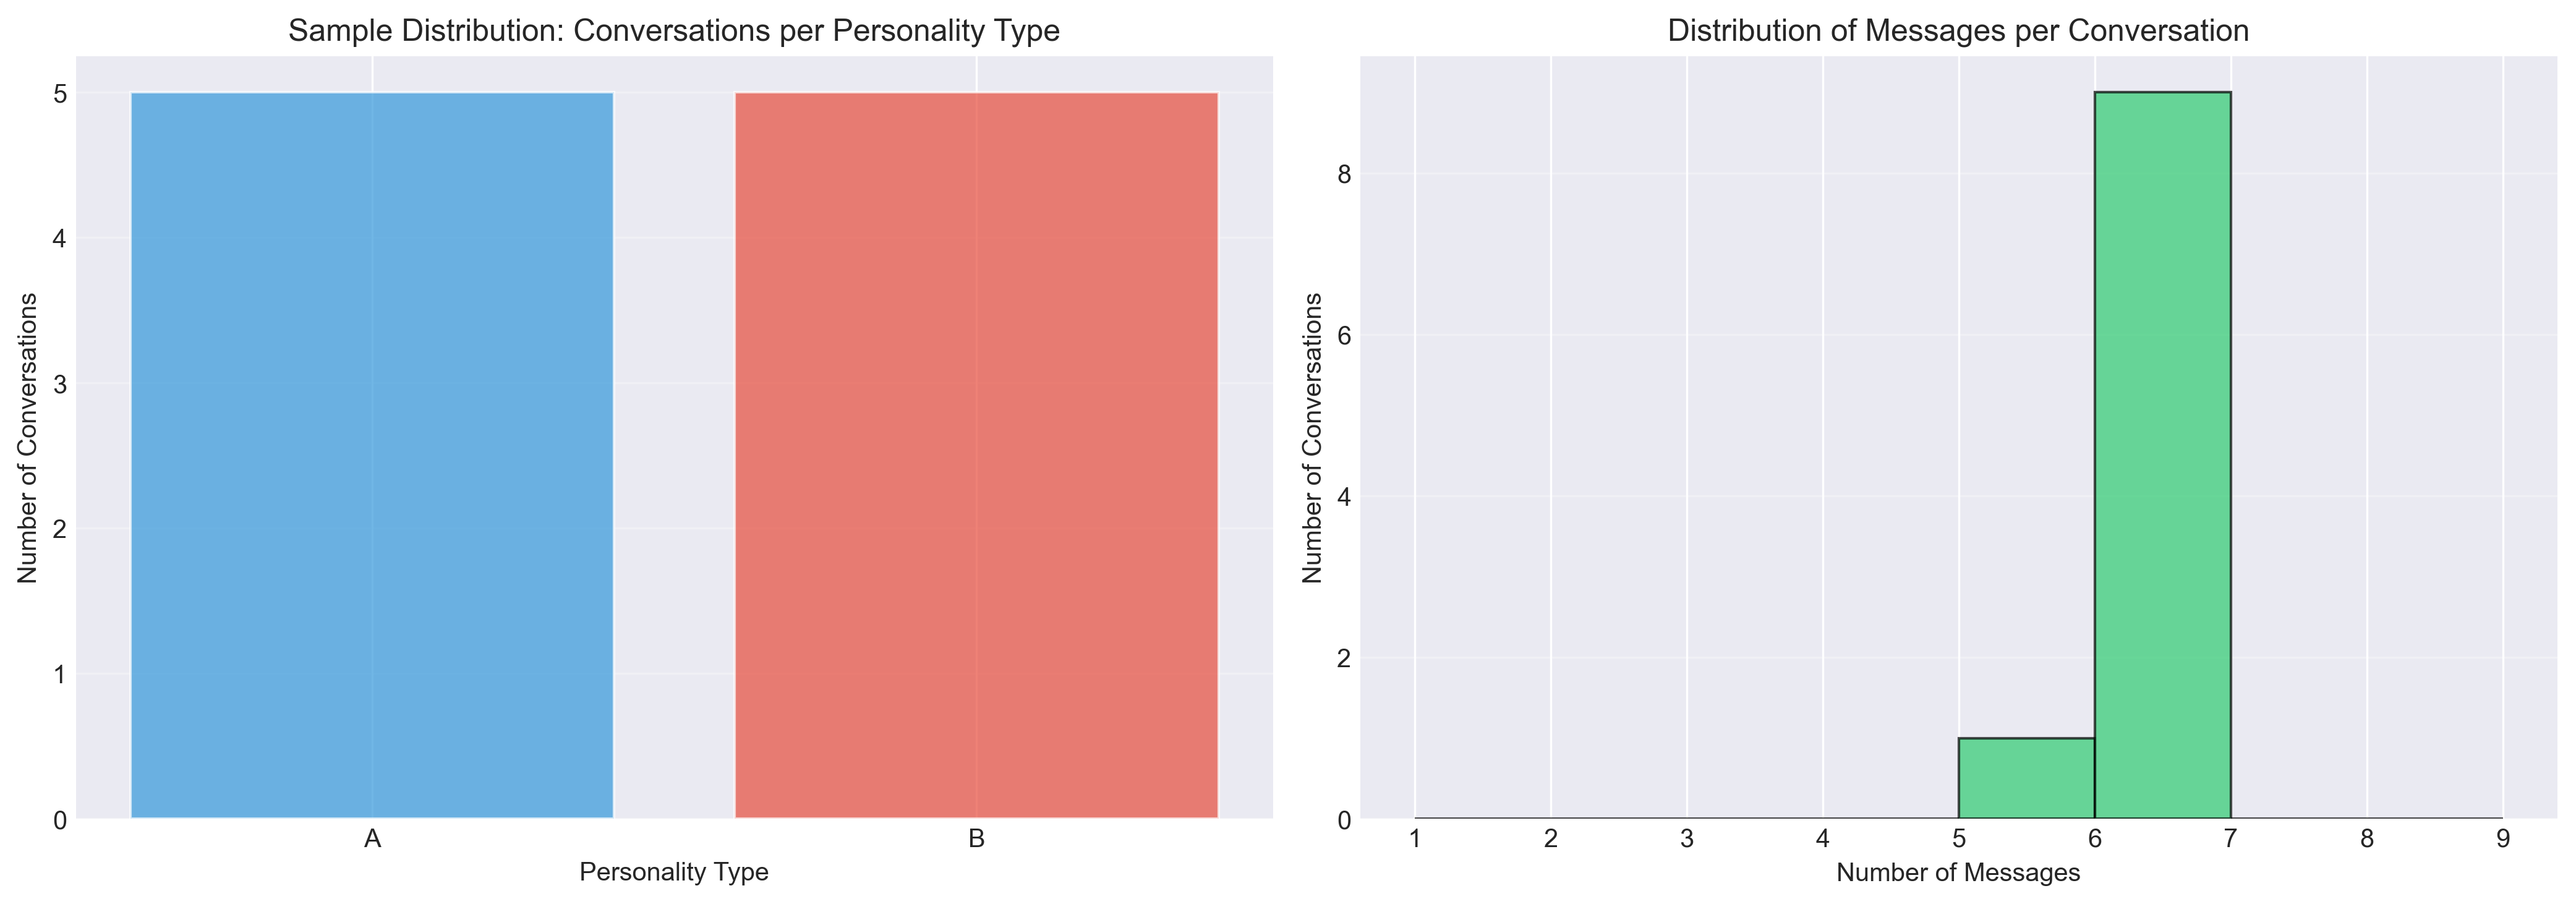 Sample Distribution: Conversations per Personality Type
Number of Conversations
5
4
3
2
1
0
A B
Personality Type
Distribution of Messages per Conversation
Number of Conversations
8
6
4
2
0
1 2 3 4 5 6 7 8 9
Number of Messages